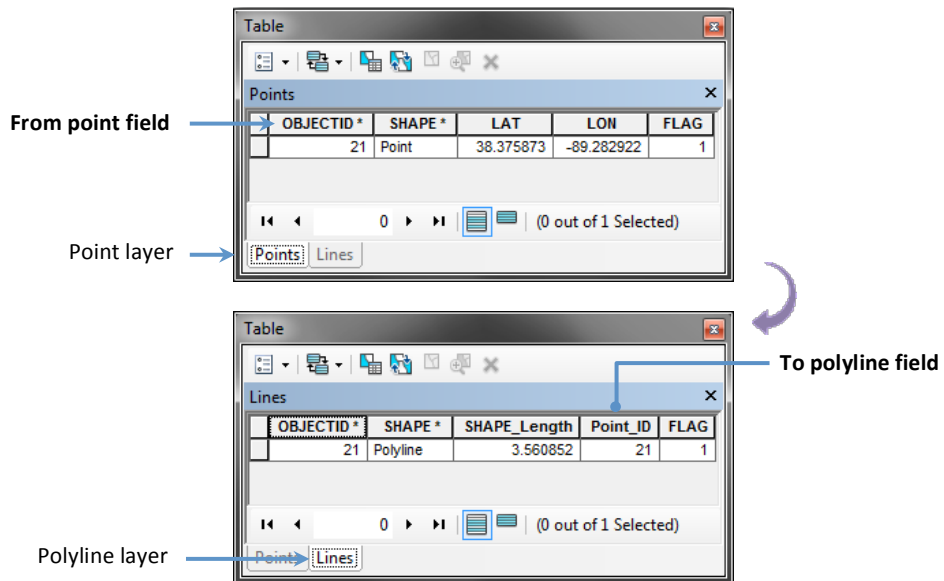 Table
Points
From point field
OBJECTID * SHAPE * LAT LON FLAG
21 Point 38.375873 -89.282922 1
0 (0 out of 1 Selected)
Point layer
Points Lines
Table
To polyline field
Lines
OBJECTID * SHAPE * SHAPE_Length Point_ID FLAG
21 Polyline 3.560852 21 1
0 (0 out of 1 Selected)
Polyline layer
Points Lines